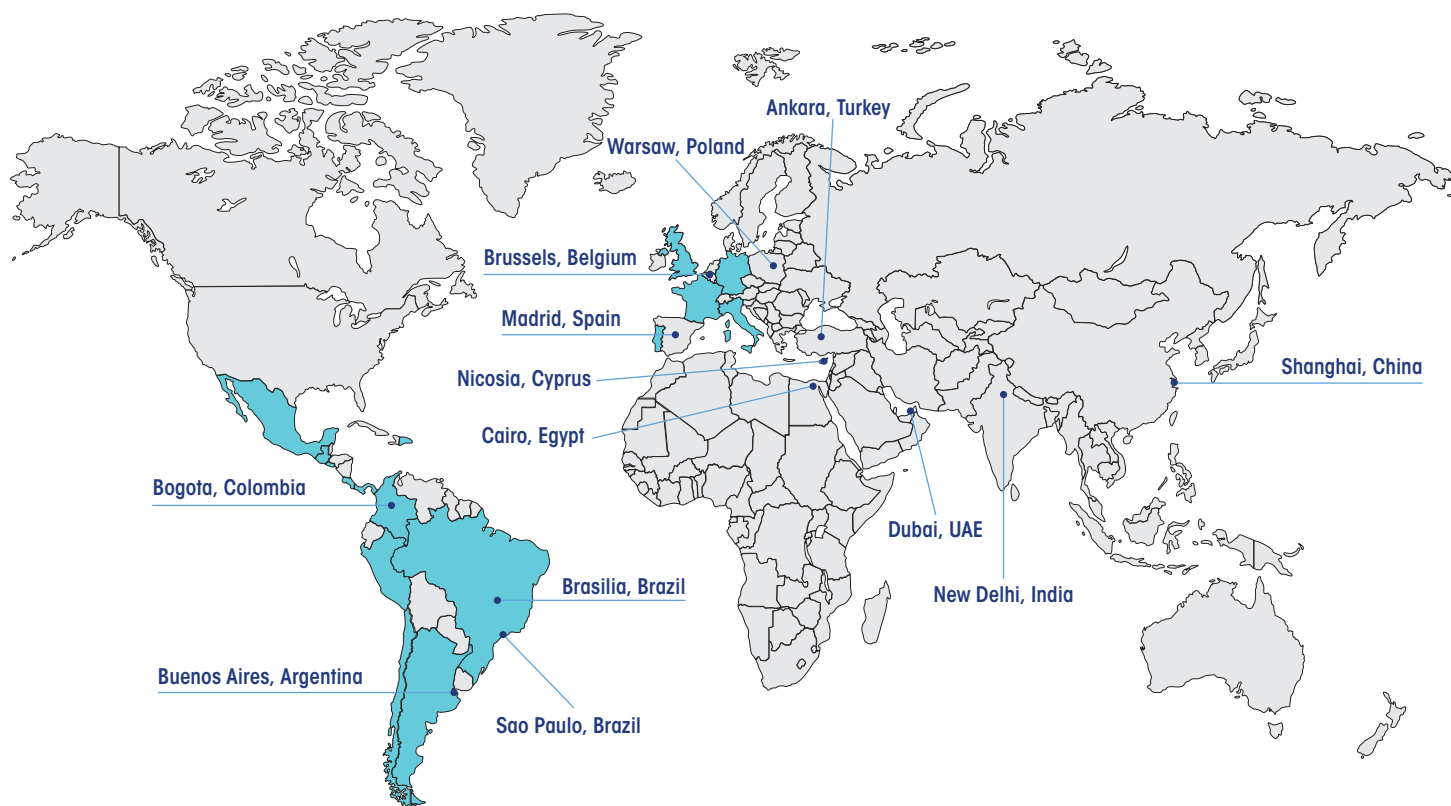 Ankara, Turkey
Warsaw, Poland
Brussels, Belgium
Madrid, Spain
Nicosia, Cyprus
Shanghai, China
Cairo, Egypt
Bogota, Colombia
Dubai, UAE
Brasilia, Brazil
New Delhi, India
Buenos Aires, Argentina
Sao Paulo, Brazil